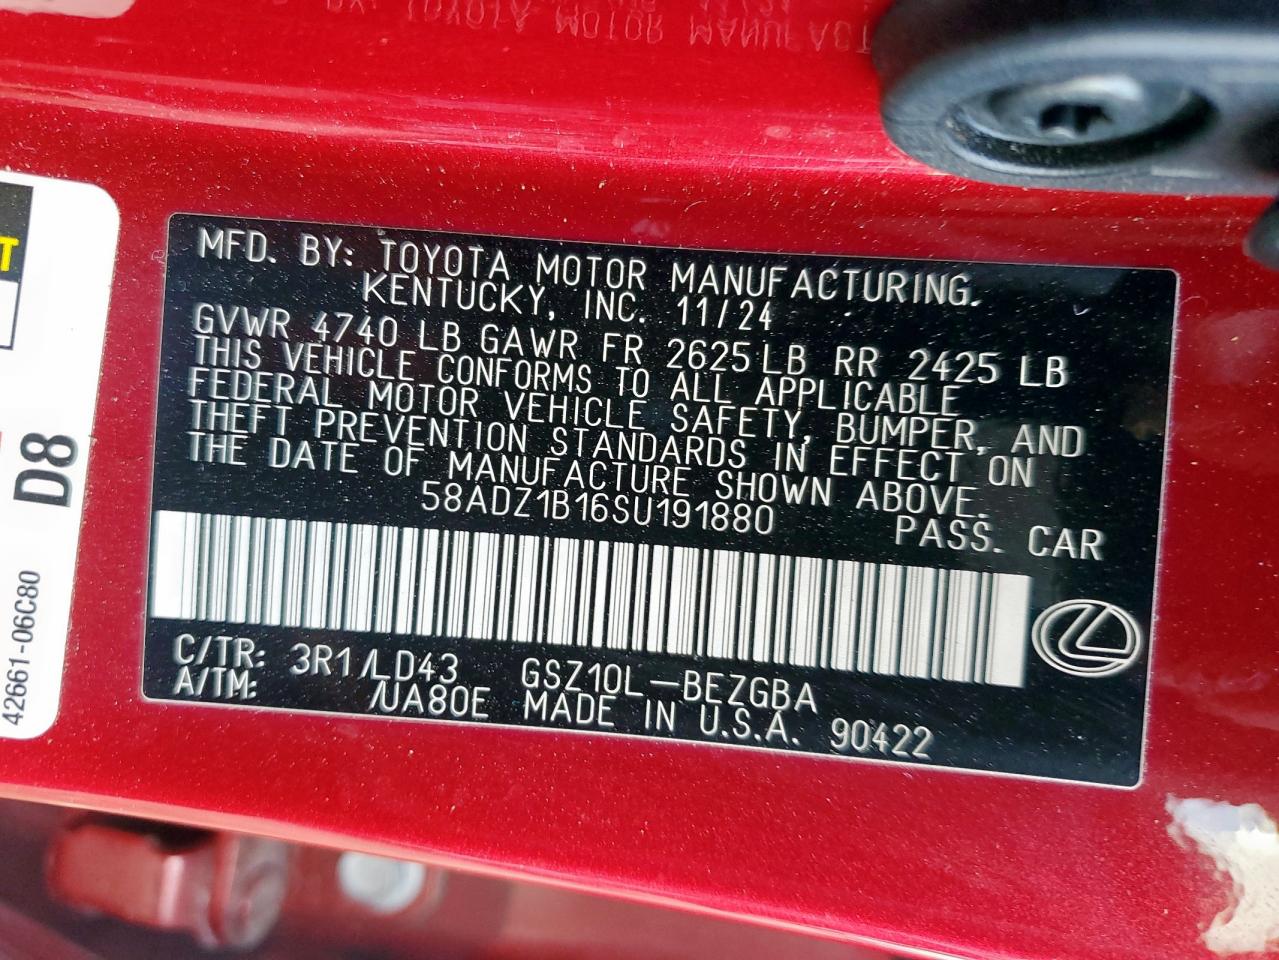 MFD. BY: TOYOTA MOTOR MANUFACTURING.
KENTUCKY, INC. 11/24
GVWR 4740 LB GAWR FR 2625 LB RR 2425 LB
THIS VEHICLE CONFORMS TO ALL APPLICABLE
FEDERAL MOTOR VEHICLE SAFETY, BUMPER, AND
THEFT PREVENTION STANDARDS IN EFFECT ON
THE DATE OF MANUFACTURE SHOWN ABOVE.
58ADZ1B16SU191880 PASS. CAR
C/TR: 3R1/LD43 GSZ10L-BEZGBA
A/TM: /UA80E MADE IN U.S.A. 90422
T
D8
42661-06C80